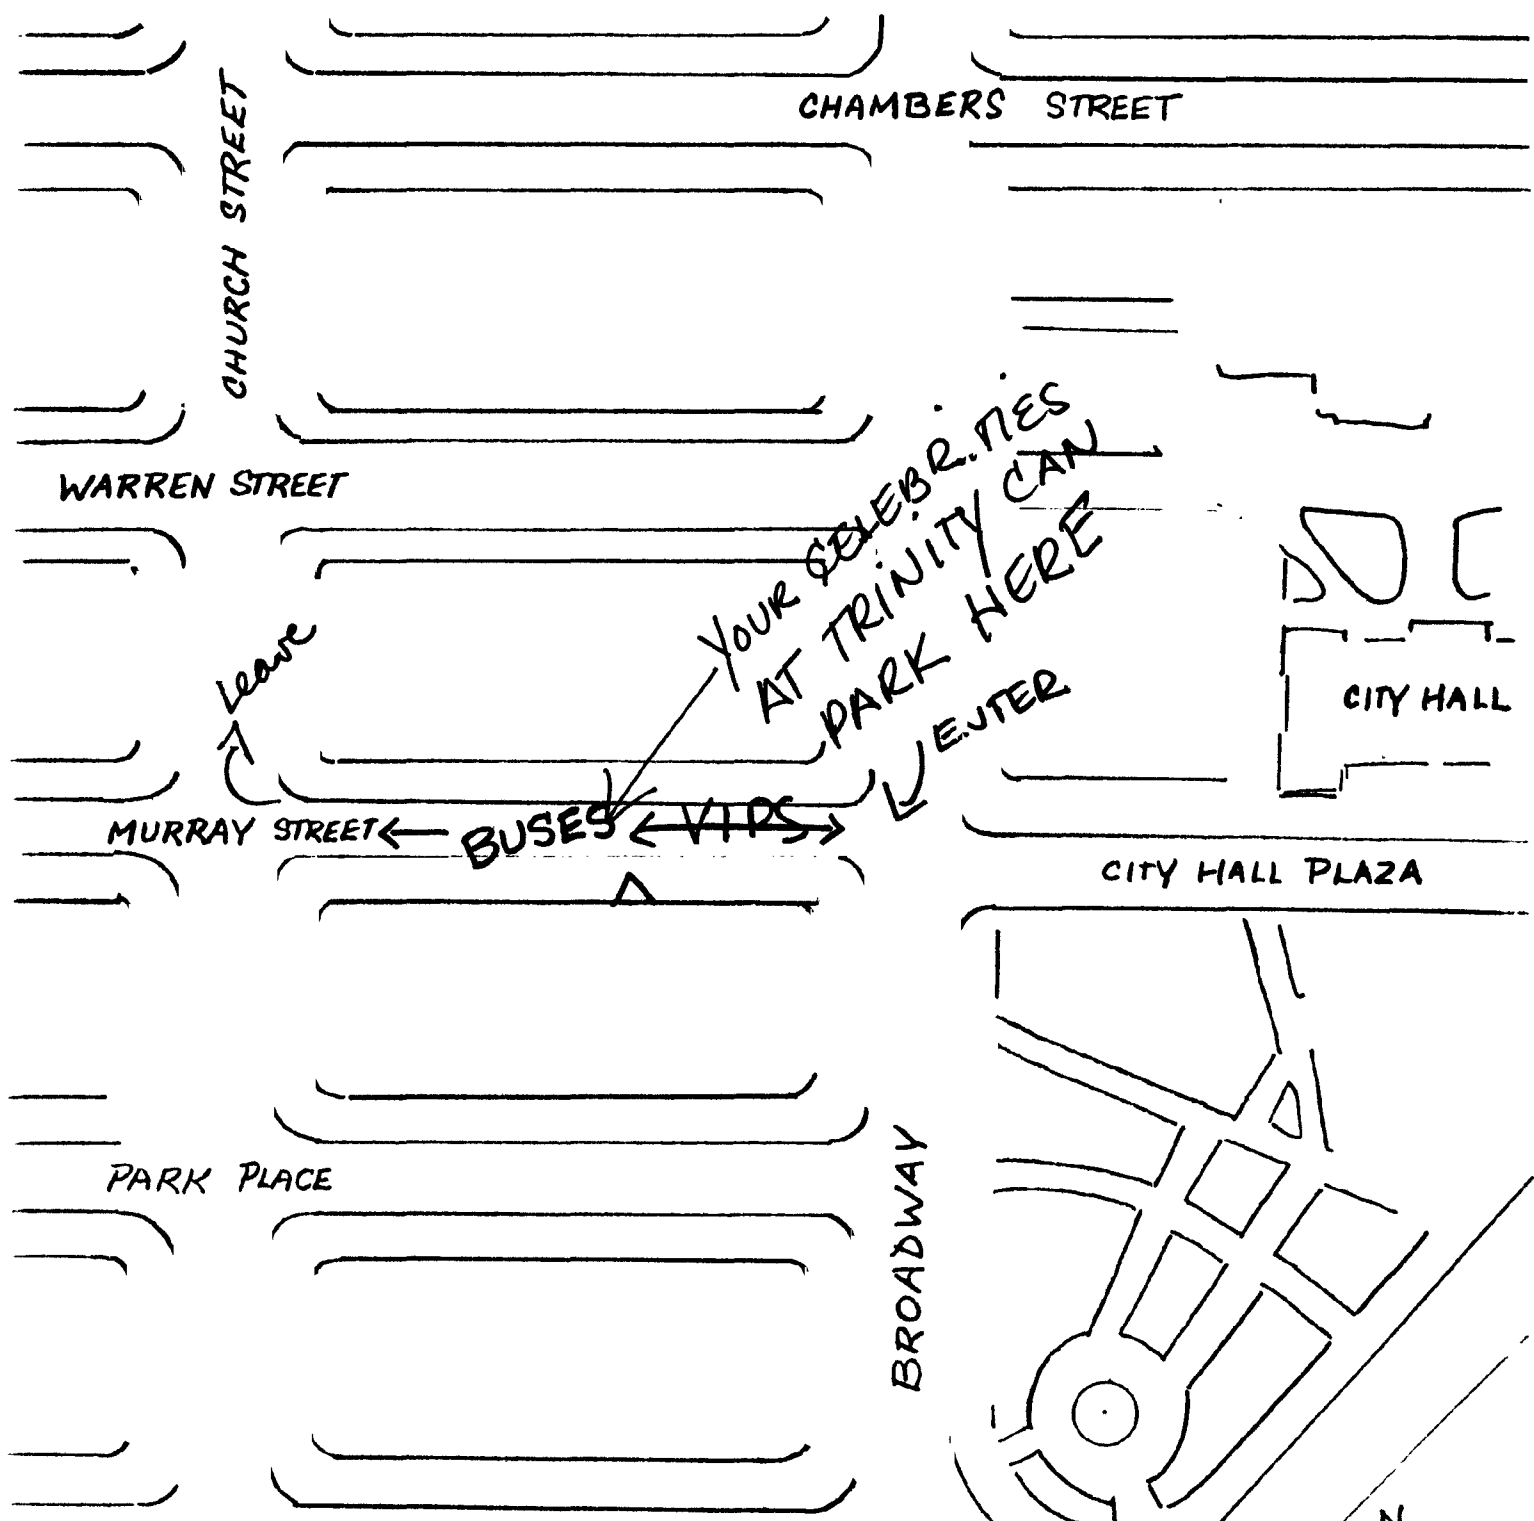 CHAMBERS STREET
CHURCH STREET
WARREN STREET
YOUR CELEBRITIES
AT TRINITY CAN
PARK HERE
Leave
ENTER
CITY HALL
MURRAY STREET
BUSES
VIPS
CITY HALL PLAZA
PARK PLACE
BROADWAY
N